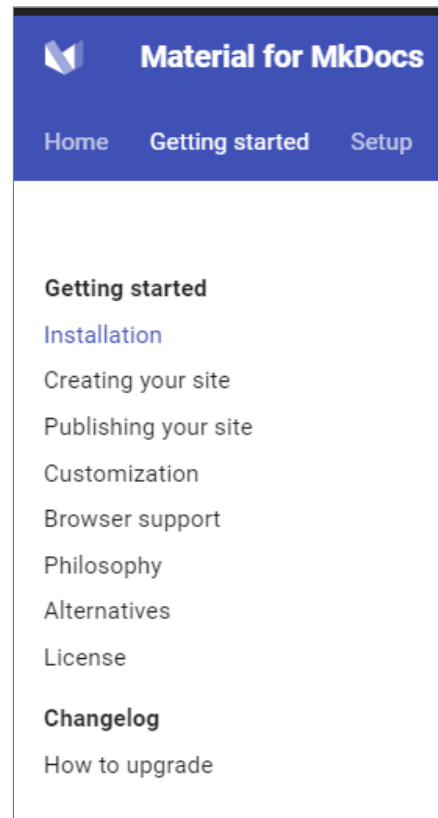 Material for MkDocs
Home Getting started Setup
Getting started
Installation
Creating your site
Publishing your site
Customization
Browser support
Philosophy
Alternatives
License
Changelog
How to upgrade